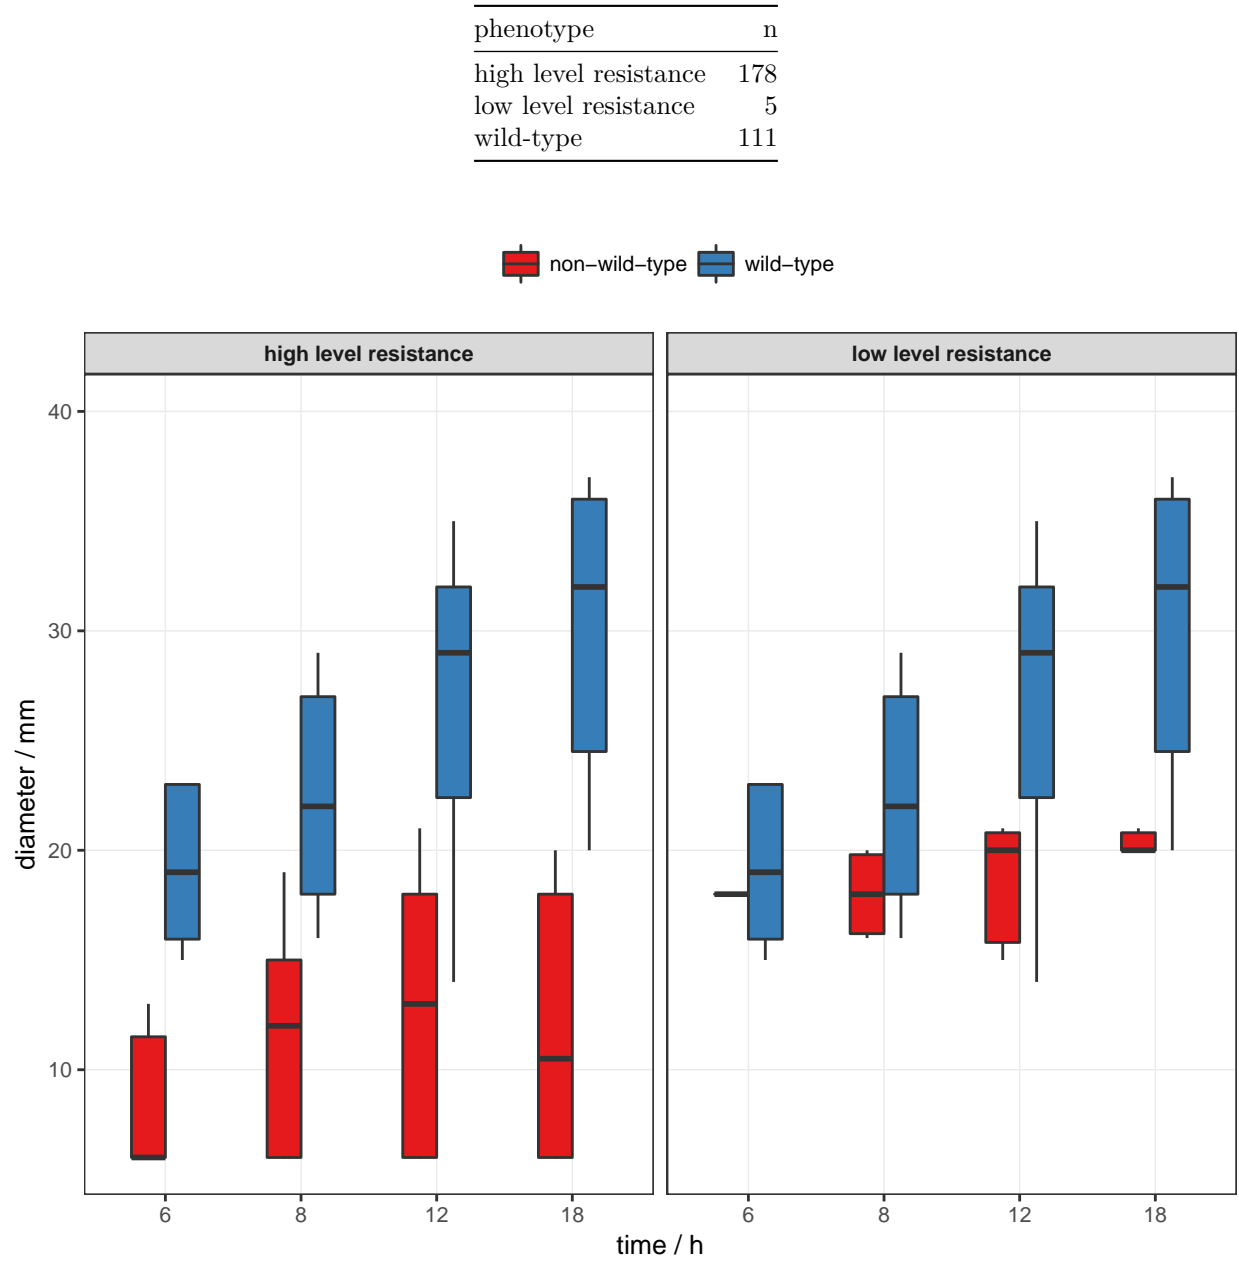 phenotype n
high level resistance 178
low level resistance 5
wild-type 111
non−wild−type wild−type
high level resistance low level resistance
40
30
20
10
diameter / mm
6 8 12 18 6 8 12 18
time / h